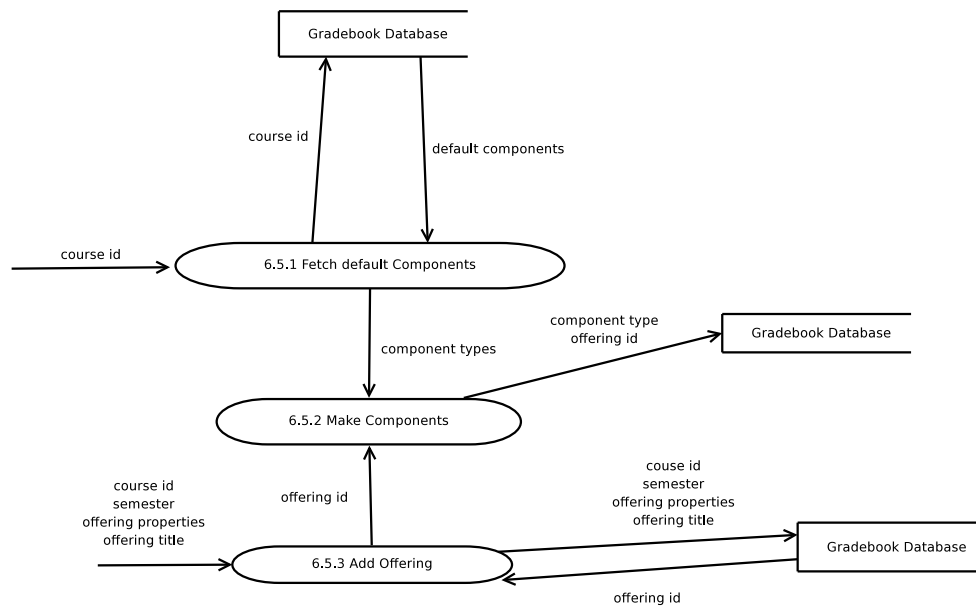 Gradebook Database
course id
default components
course id
6.5.1 Fetch default Components
component type
offering id
Gradebook Database
component types
6.5.2 Make Components
couse id
semester
offering properties
offering title
course id
semester
offering properties
offering title
offering id
Gradebook Database
6.5.3 Add Offering
offering id